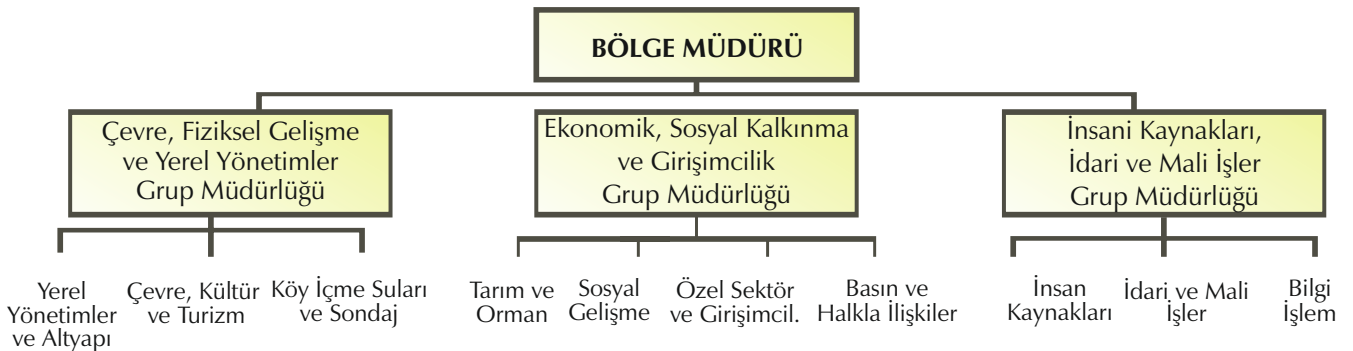 BÖLGE MÜDÜRÜ
Çevre, Fiziksel Gelişme
ve Yerel Yönetimler
Grup Müdürlüğü
Ekonomik, Sosyal Kalkınma
ve Girişimcilik
Grup Müdürlüğü
İnsani Kaynakları,
İdari ve Mali İşler
Grup Müdürlüğü
Yerel
Yönetimler
ve Altyapı
Çevre, Kültür
ve Turizm
Köy İçme Suları
ve Sondaj
Tarım ve
Orman
Sosyal
Gelişme
Özel Sektör
ve Girişimcil.
Basın ve
Halkla İlişkiler
İnsan
Kaynakları
İdari ve Mali
İşler
Bilgi
İşlem